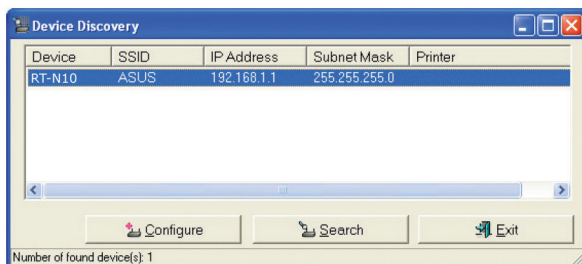 Device Discovery
Device SSID IP Address Subnet Mask Printer
RT-N10 ASUS 192.168.1.1 255.255.255.0
Configure Search Exit
Number of found device(s): 1